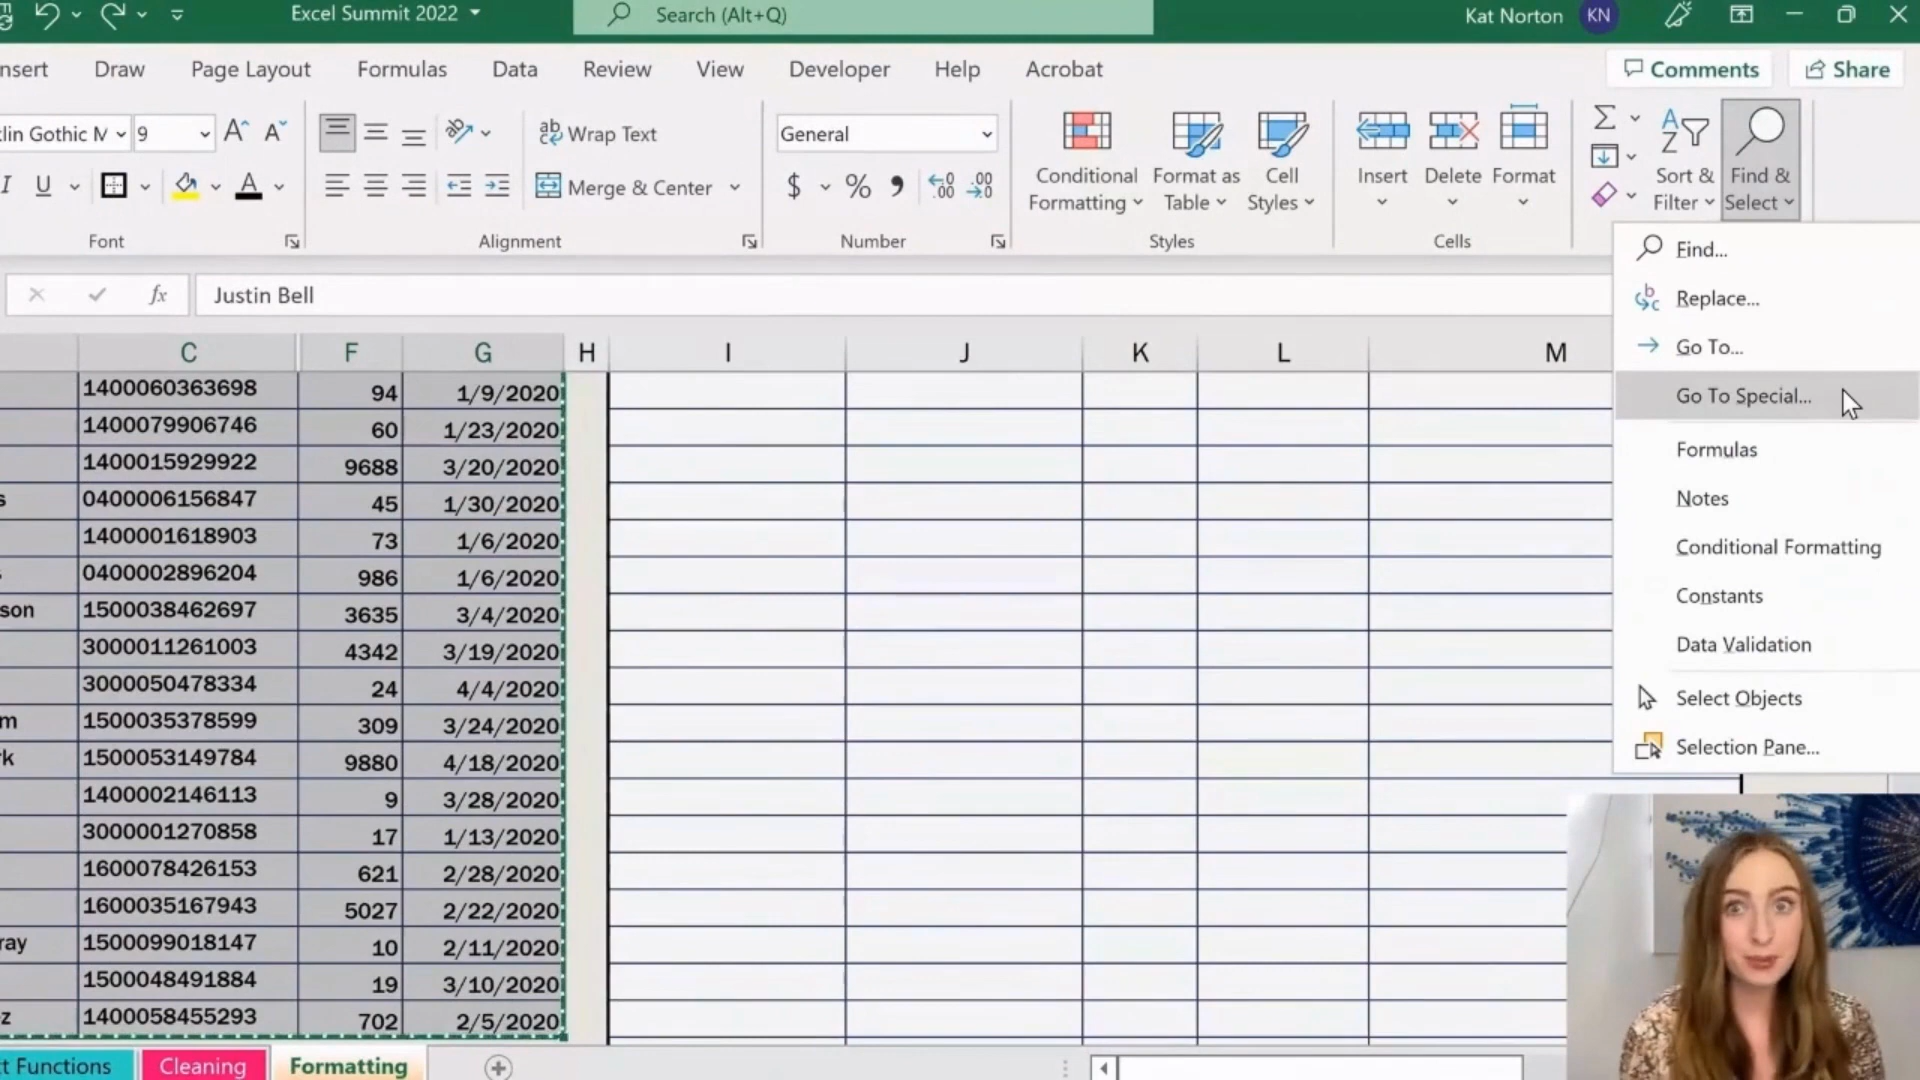 Excel Summit 2022
Search (Alt+Q)
Kat Norton
KN
nsert
Draw
Page Layout
Formulas
Data
Review
View
Developer
Help
Acrobat
Comments
Share
lin Gothic M
9
Wrap Text
General
Merge & Center
$
%
Conditional
Formatting
Format as
Table
Cell
Styles
Insert
Delete
Format
Sort &
Filter
Find &
Select
Font
Alignment
Number
Styles
Cells
fx
Justin Bell
Find...
Replace...
Go To...
Go To Special...
Formulas
Notes
Conditional Formatting
Constants
Data Validation
Select Objects
Selection Pane...
C F G H I J K L M
1400060363698 94 1/9/2020
1400079906746 60 1/23/2020
1400015929922 9688 3/20/2020
s 0400006156847 45 1/30/2020
1400001618903 73 1/6/2020
0400002896204 986 1/6/2020
son 1500038462697 3635 3/4/2020
3000011261003 4342 3/19/2020
3000050478334 24 4/4/2020
m 1500035378599 309 3/24/2020
rk 1500053149784 9880 4/18/2020
1400002146113 9 3/28/2020
3000001270858 17 1/13/2020
1600078426153 621 2/28/2020
1600035167943 5027 2/22/2020
ray 1500099018147 10 2/11/2020
1500048491884 19 3/10/2020
z 1400058455293 702 2/5/2020
t Functions
Cleaning
Formatting